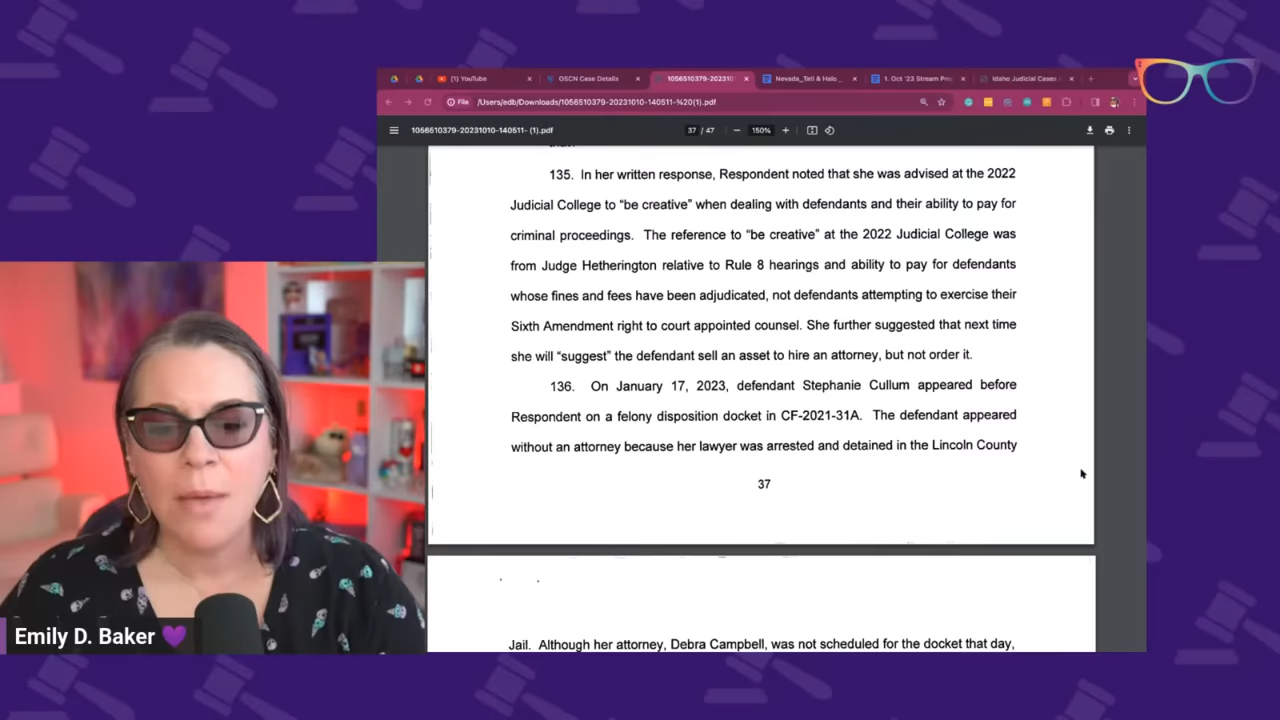 (1) YouTube
OSCN Case Details
1056510379-202310
Nevada_Tati & Halo_
1. Oct '23 Stream Pre
Idaho Judicial Cases
File /Users/edb/Downloads/1056510379-20231010-140511-%20(1).pdf
1056510379-20231010-140511- (1).pdf
37 / 47
150%
135. In her written response, Respondent noted that she was advised at the 2022
Judicial College to "be creative" when dealing with defendants and their ability to pay for
criminal proceedings. The reference to "be creative" at the 2022 Judicial College was
from Judge Hetherington relative to Rule 8 hearings and ability to pay for defendants
whose fines and fees have been adjudicated, not defendants attempting to exercise their
Sixth Amendment right to court appointed counsel. She further suggested that next time
she will "suggest" the defendant sell an asset to hire an attorney, but not order it.
136. On January 17, 2023, defendant Stephanie Cullum appeared before
Respondent on a felony disposition docket in CF-2021-31A. The defendant appeared
without an attorney because her lawyer was arrested and detained in the Lincoln County
37
Jail. Although her attorney, Debra Campbell, was not scheduled for the docket that day,
Emily D. Baker 💜